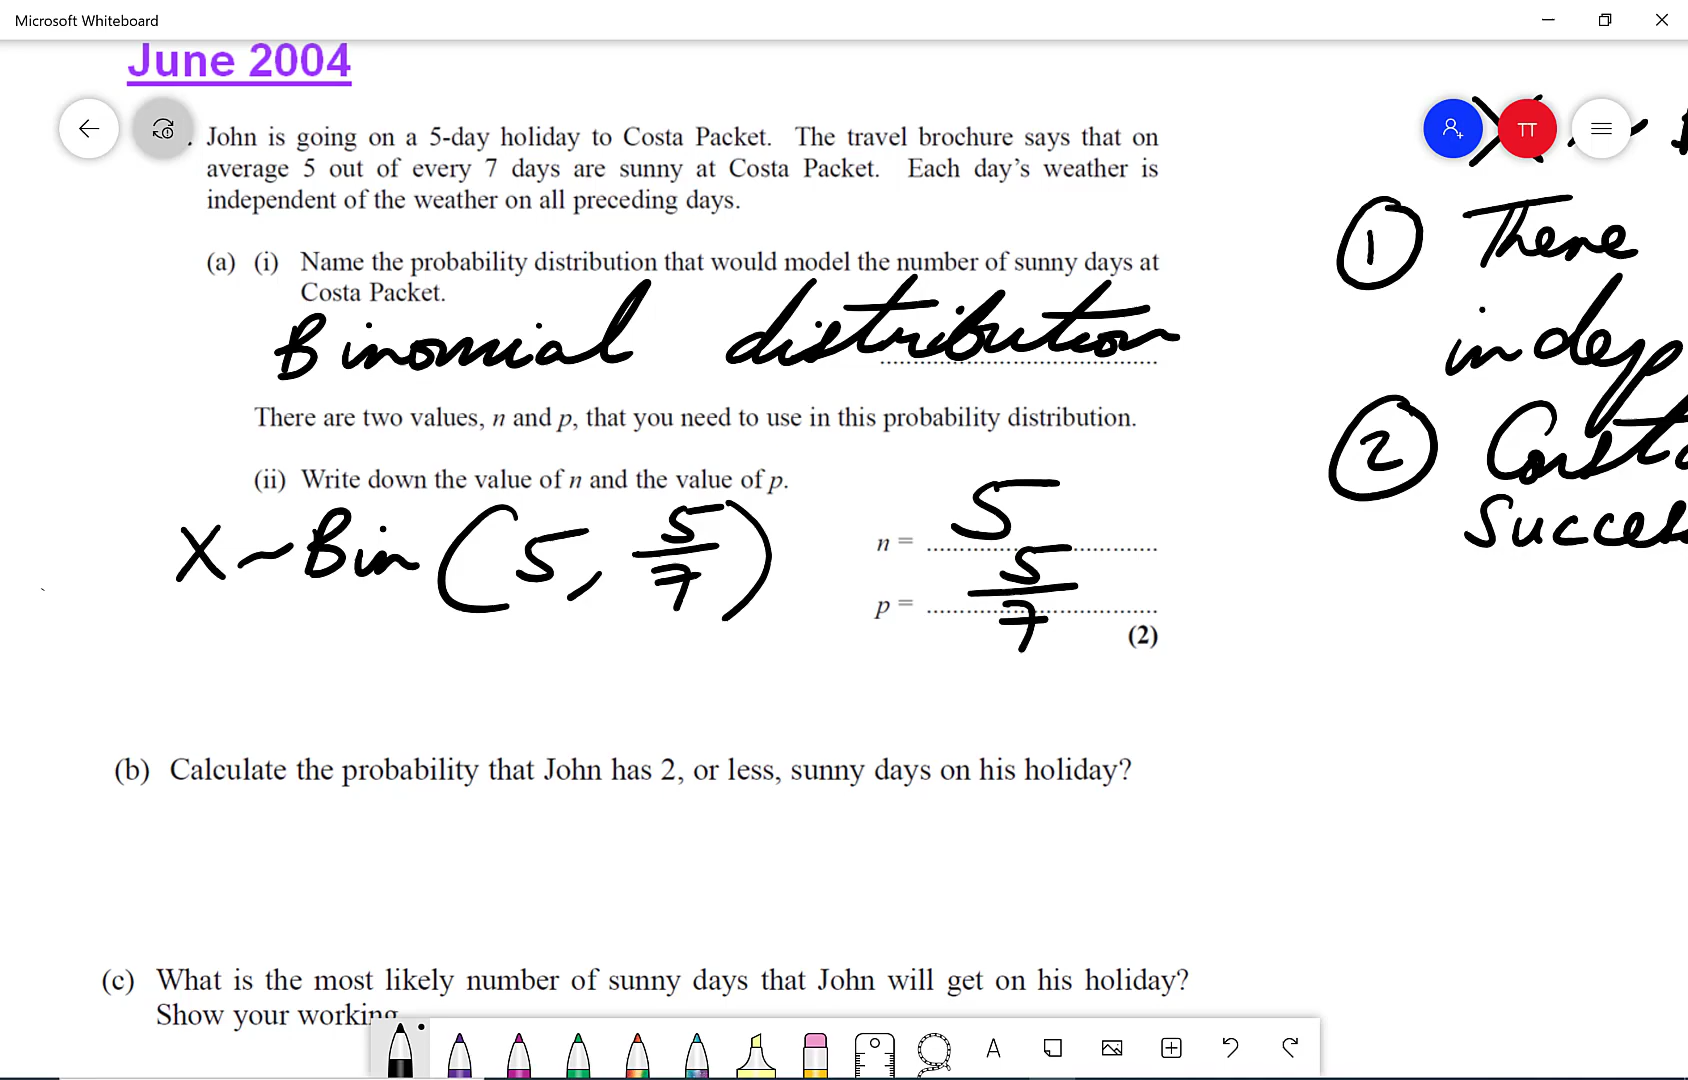 Microsoft Whiteboard
June 2004
John is going on a 5-day holiday to Costa Packet. The travel brochure says that on
average 5 out of every 7 days are sunny at Costa Packet. Each day's weather is
independent of the weather on all preceding days.
(a) (i) Name the probability distribution that would model the number of sunny days at
Costa Packet.
Binomial distribution
There are two values, n and p, that you need to use in this probability distribution.
(ii) Write down the value of n and the value of p.
X ~ Bin (5, 5/7)
n = 5
p = 5/7
(2)
(b) Calculate the probability that John has 2, or less, sunny days on his holiday?
(c) What is the most likely number of sunny days that John will get on his holiday?
Show your working
TT
① There
indep
②
A